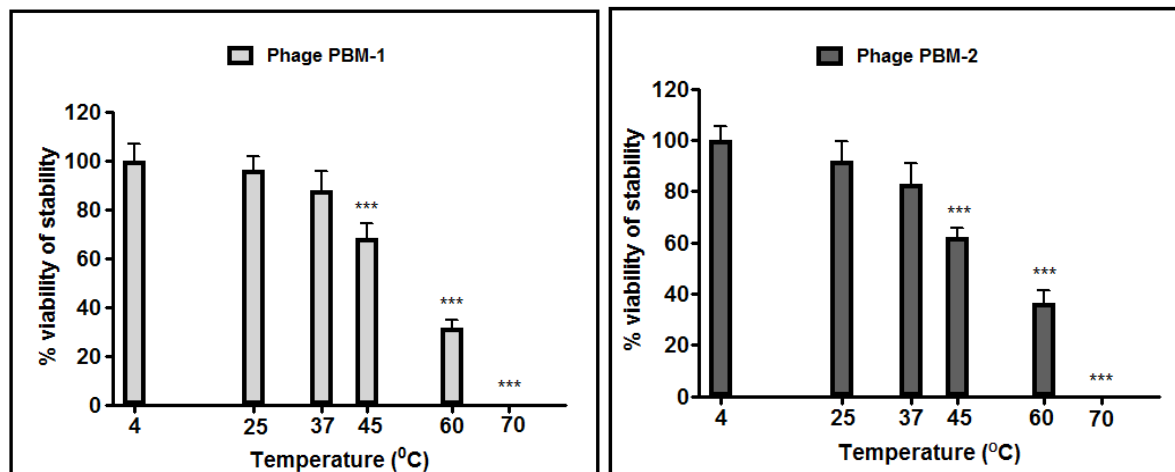 Phage PBM-1
% viability of stability
120
100
80
60
40
20
0
***
***
***
4 25 37 45 60 70
Temperature (⁰C)
Phage PBM-2
% viability of stability
120
100
80
60
40
20
0
***
***
***
4 25 37 45 60 70
Temperature (⁰C)